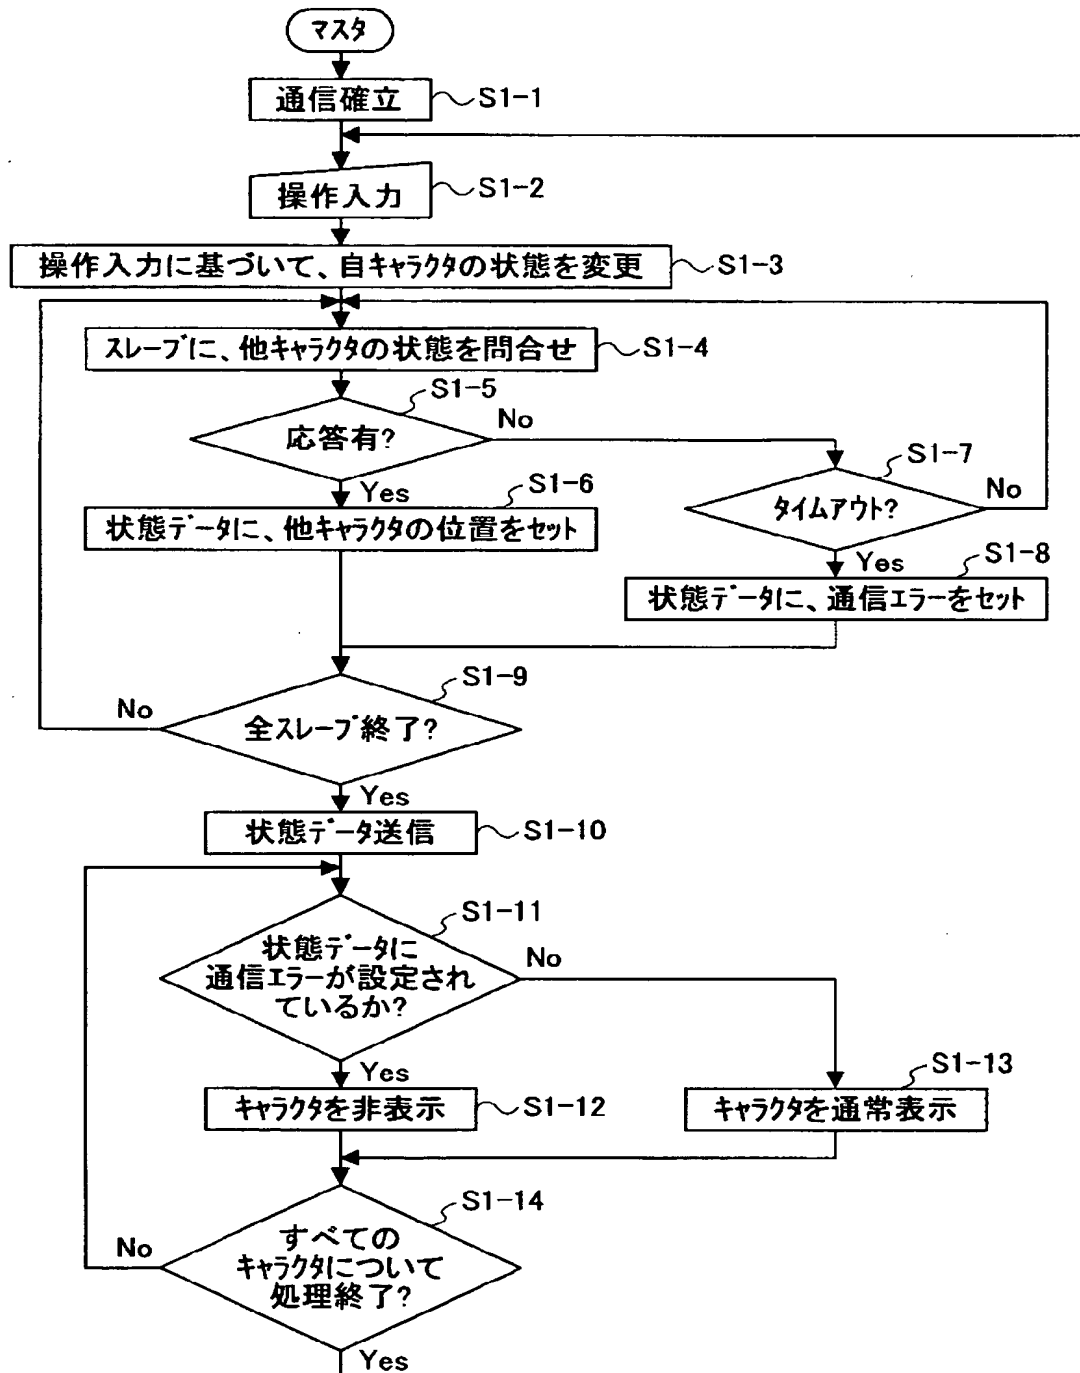 マスタ
通信確立
S1-1
操作入力
S1-2
操作入力に基づいて、自キャラクタの状態を変更
S1-3
スレーブに、他キャラクタの状態を問合せ
S1-4
S1-5
応答有?
No
Yes
S1-6
状態データに、他キャラクタの位置をセット
S1-7
タイムアウト?
No
Yes
S1-8
状態データに、通信エラーをセット
S1-9
全スレーブ終了?
No
Yes
状態データ送信
S1-10
S1-11
状態データに
通信エラーが設定され
ているか?
No
Yes
キャラクタを非表示
S1-12
S1-13
キャラクタを通常表示
S1-14
すべての
キャラクタについて
処理終了?
No
Yes